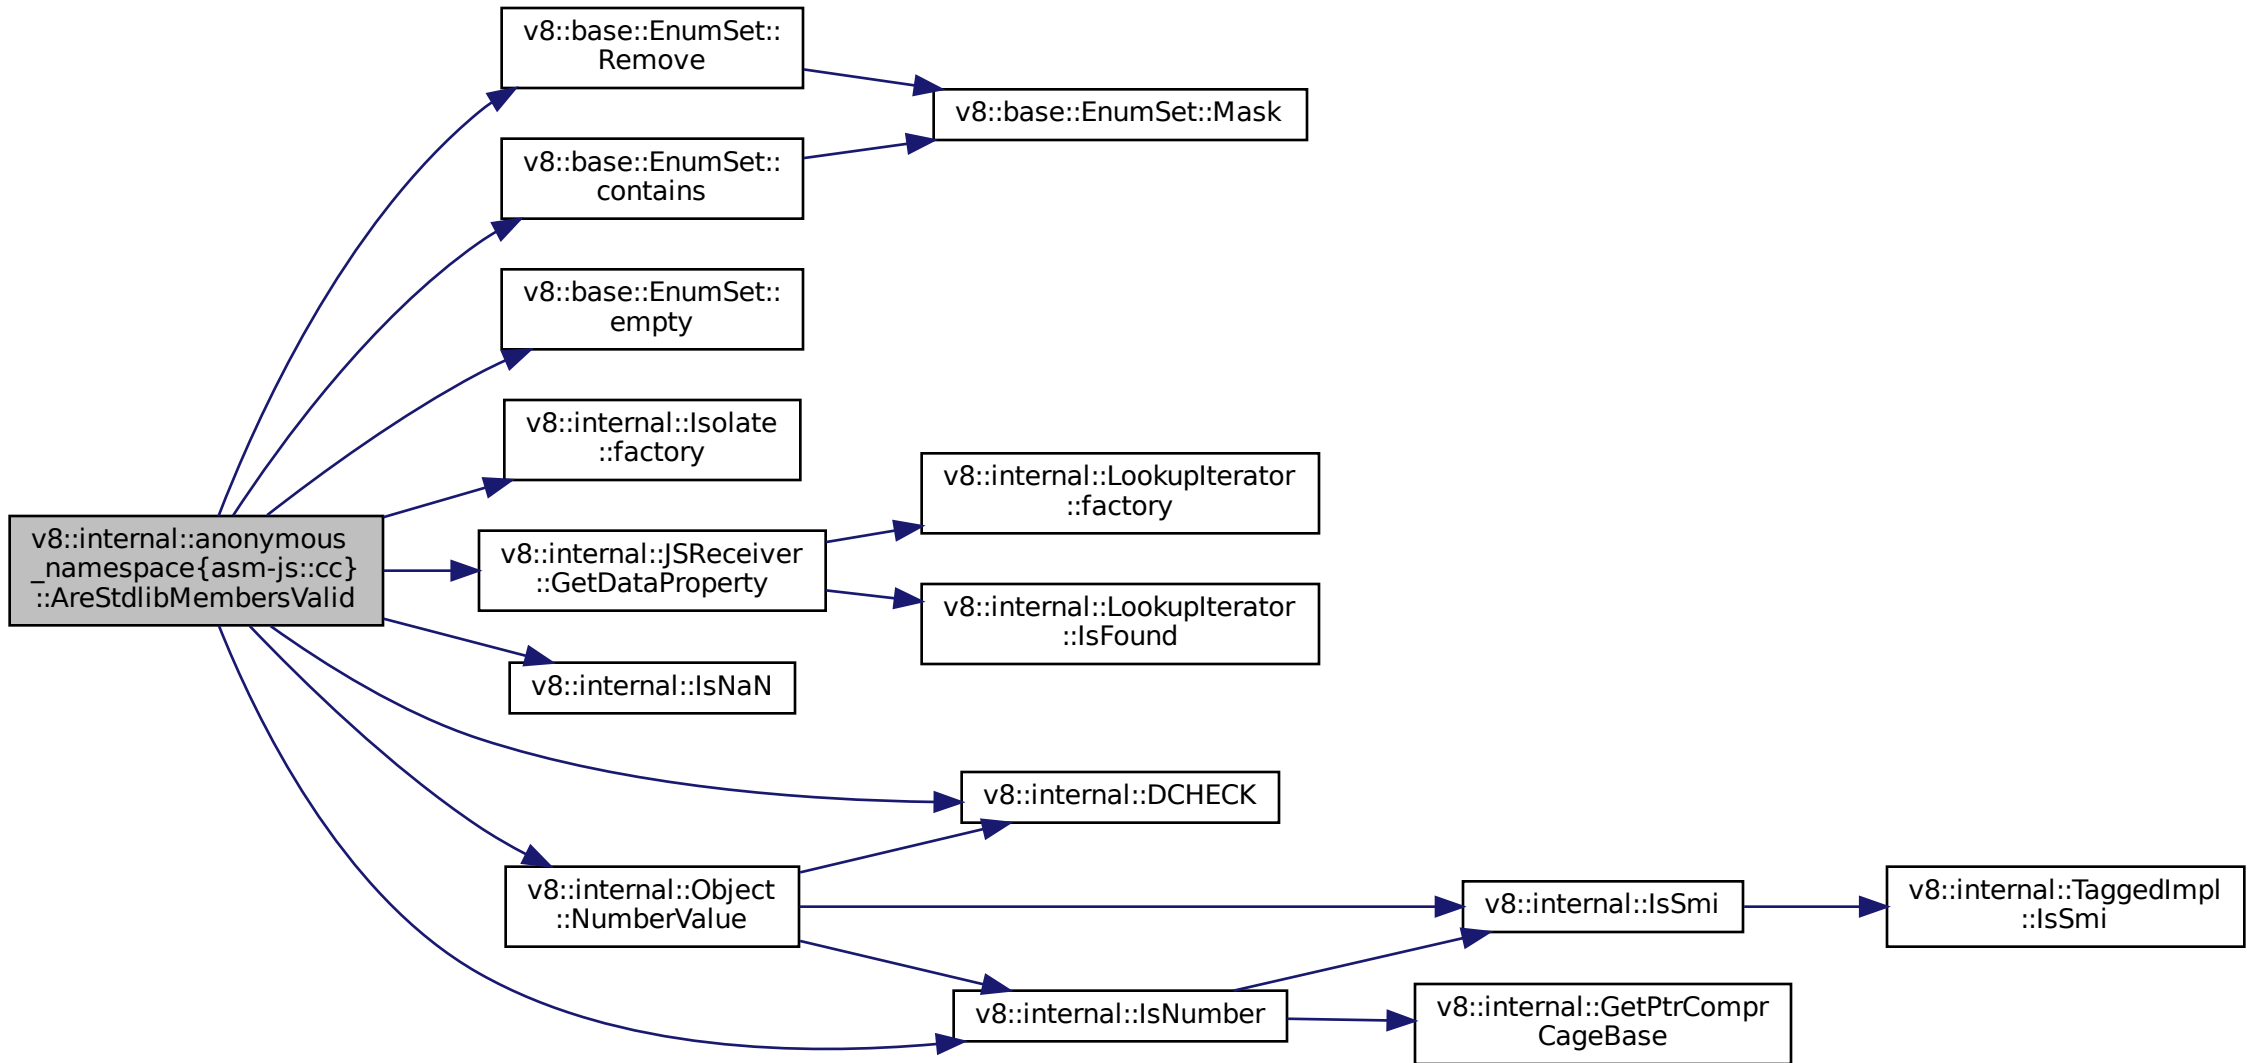 v8::base::EnumSet::
Remove
v8::base::EnumSet::Mask
v8::base::EnumSet::
contains
v8::base::EnumSet::
empty
v8::internal::Isolate
::factory
v8::internal::LookupIterator
::factory
v8::internal::anonymous
_namespace{asm-js::cc}
::AreStdlibMembersValid
v8::internal::JSReceiver
::GetDataProperty
v8::internal::LookupIterator
::IsFound
v8::internal::IsNaN
v8::internal::DCHECK
v8::internal::Object
::NumberValue
v8::internal::IsSmi
v8::internal::TaggedImpl
::IsSmi
v8::internal::IsNumber
v8::internal::GetPtrCompr
CageBase